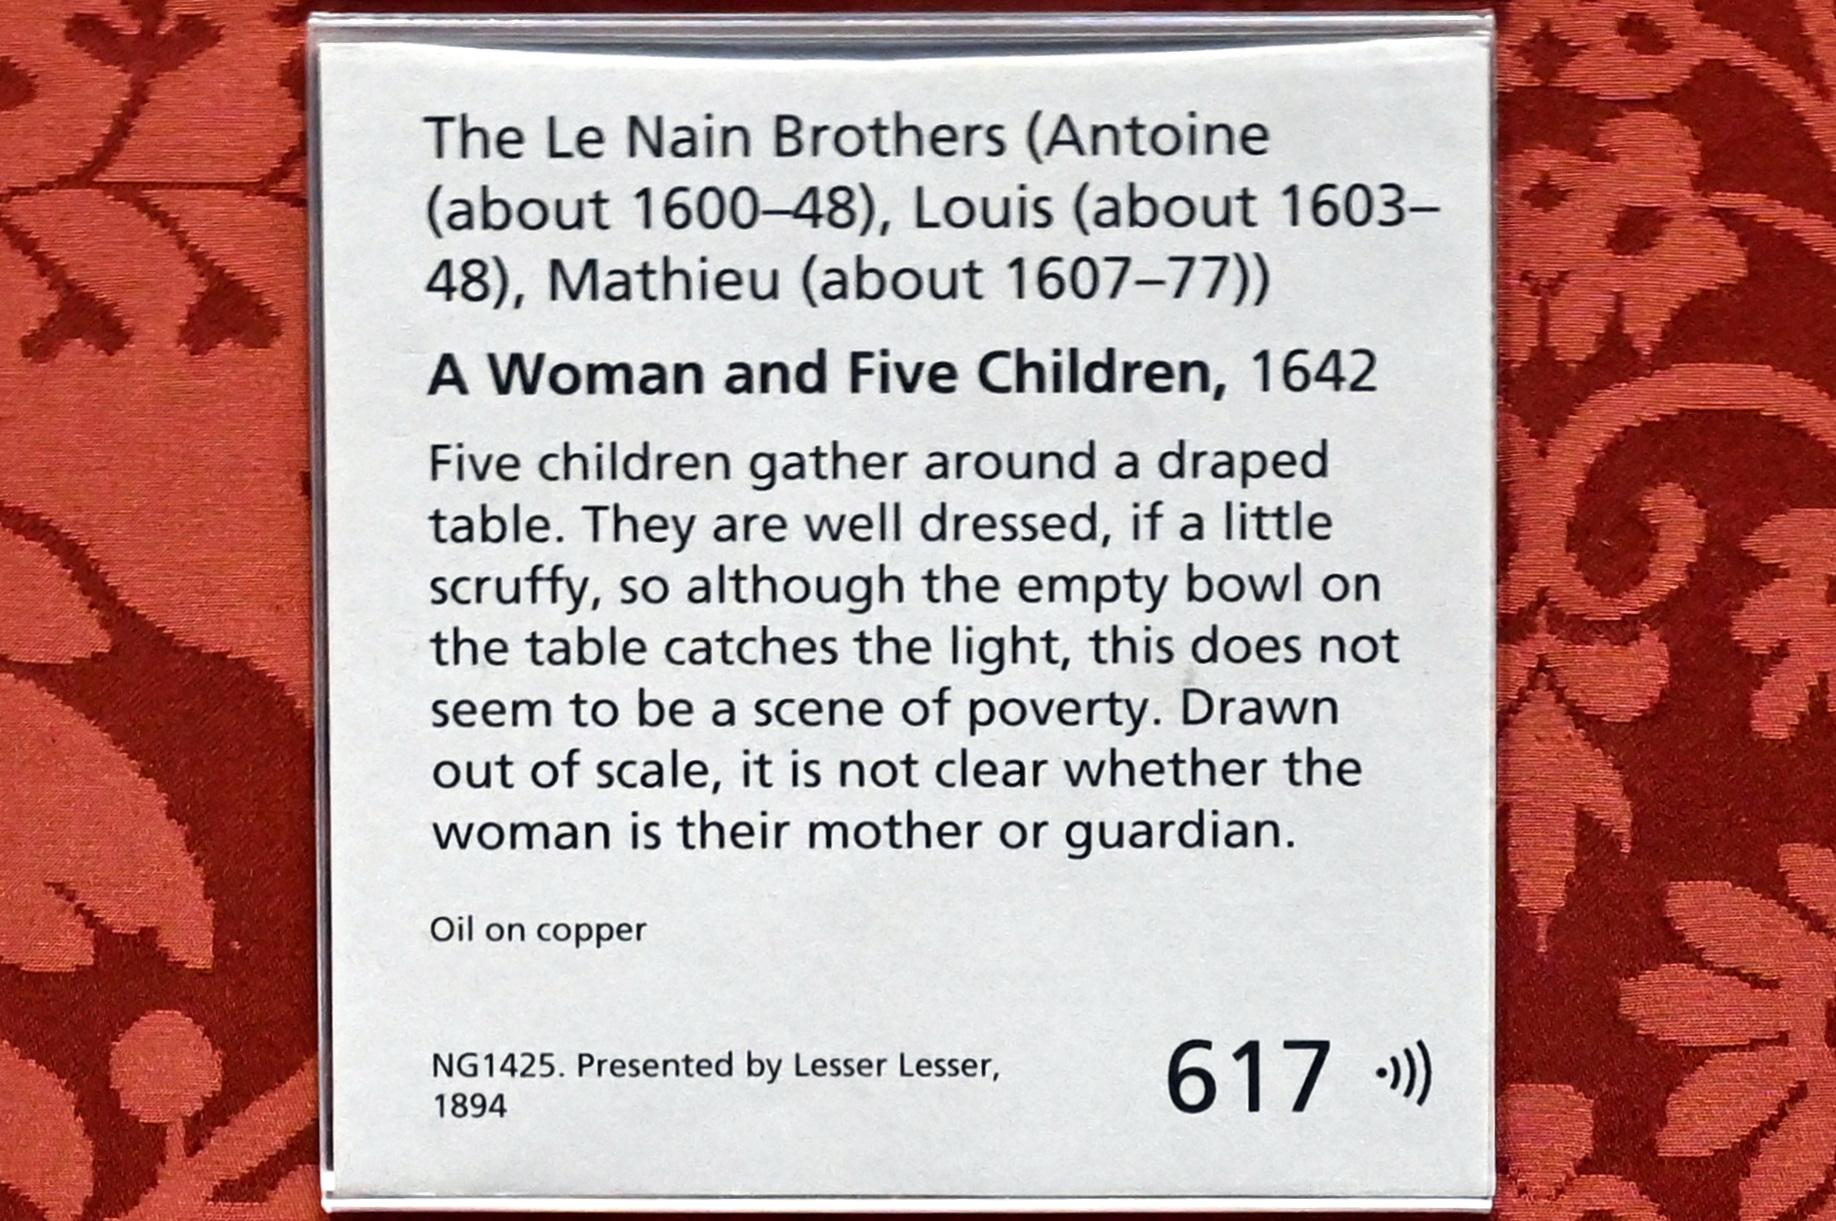 The Le Nain Brothers (Antoine
(about 1600–48), Louis (about 1603–
48), Mathieu (about 1607–77))
A Woman and Five Children, 1642
Five children gather around a draped
table. They are well dressed, if a little
scruffy, so although the empty bowl on
the table catches the light, this does not
seem to be a scene of poverty. Drawn
out of scale, it is not clear whether the
woman is their mother or guardian.
Oil on copper
NG1425. Presented by Lesser Lesser,
1894
617